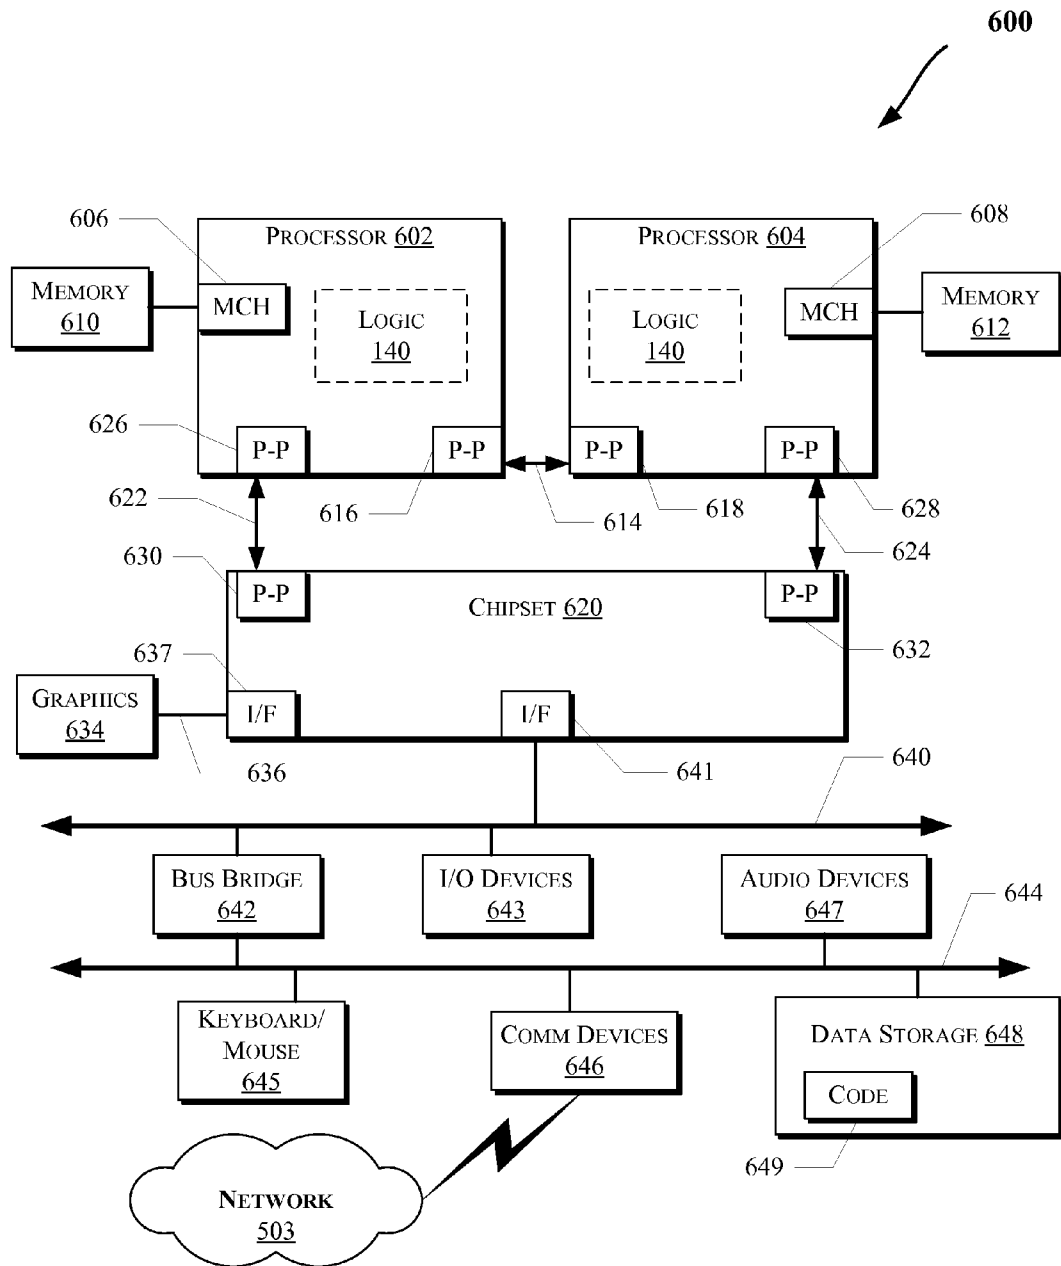 600
606
PROCESSOR 602
PROCESSOR 604
608
MEMORY
610
MCH
LOGIC
140
LOGIC
140
MCH
MEMORY
612
626
P-P
P-P
P-P
P-P
622
616
614
618
628
630
624
P-P
CHIPSET 620
P-P
637
632
GRAPHICS
634
I/F
I/F
636
641
640
BUS BRIDGE
642
I/O DEVICES
643
AUDIO DEVICES
647
644
KEYBOARD/
MOUSE
645
COMM DEVICES
646
DATA STORAGE 648
CODE
649
NETWORK
503